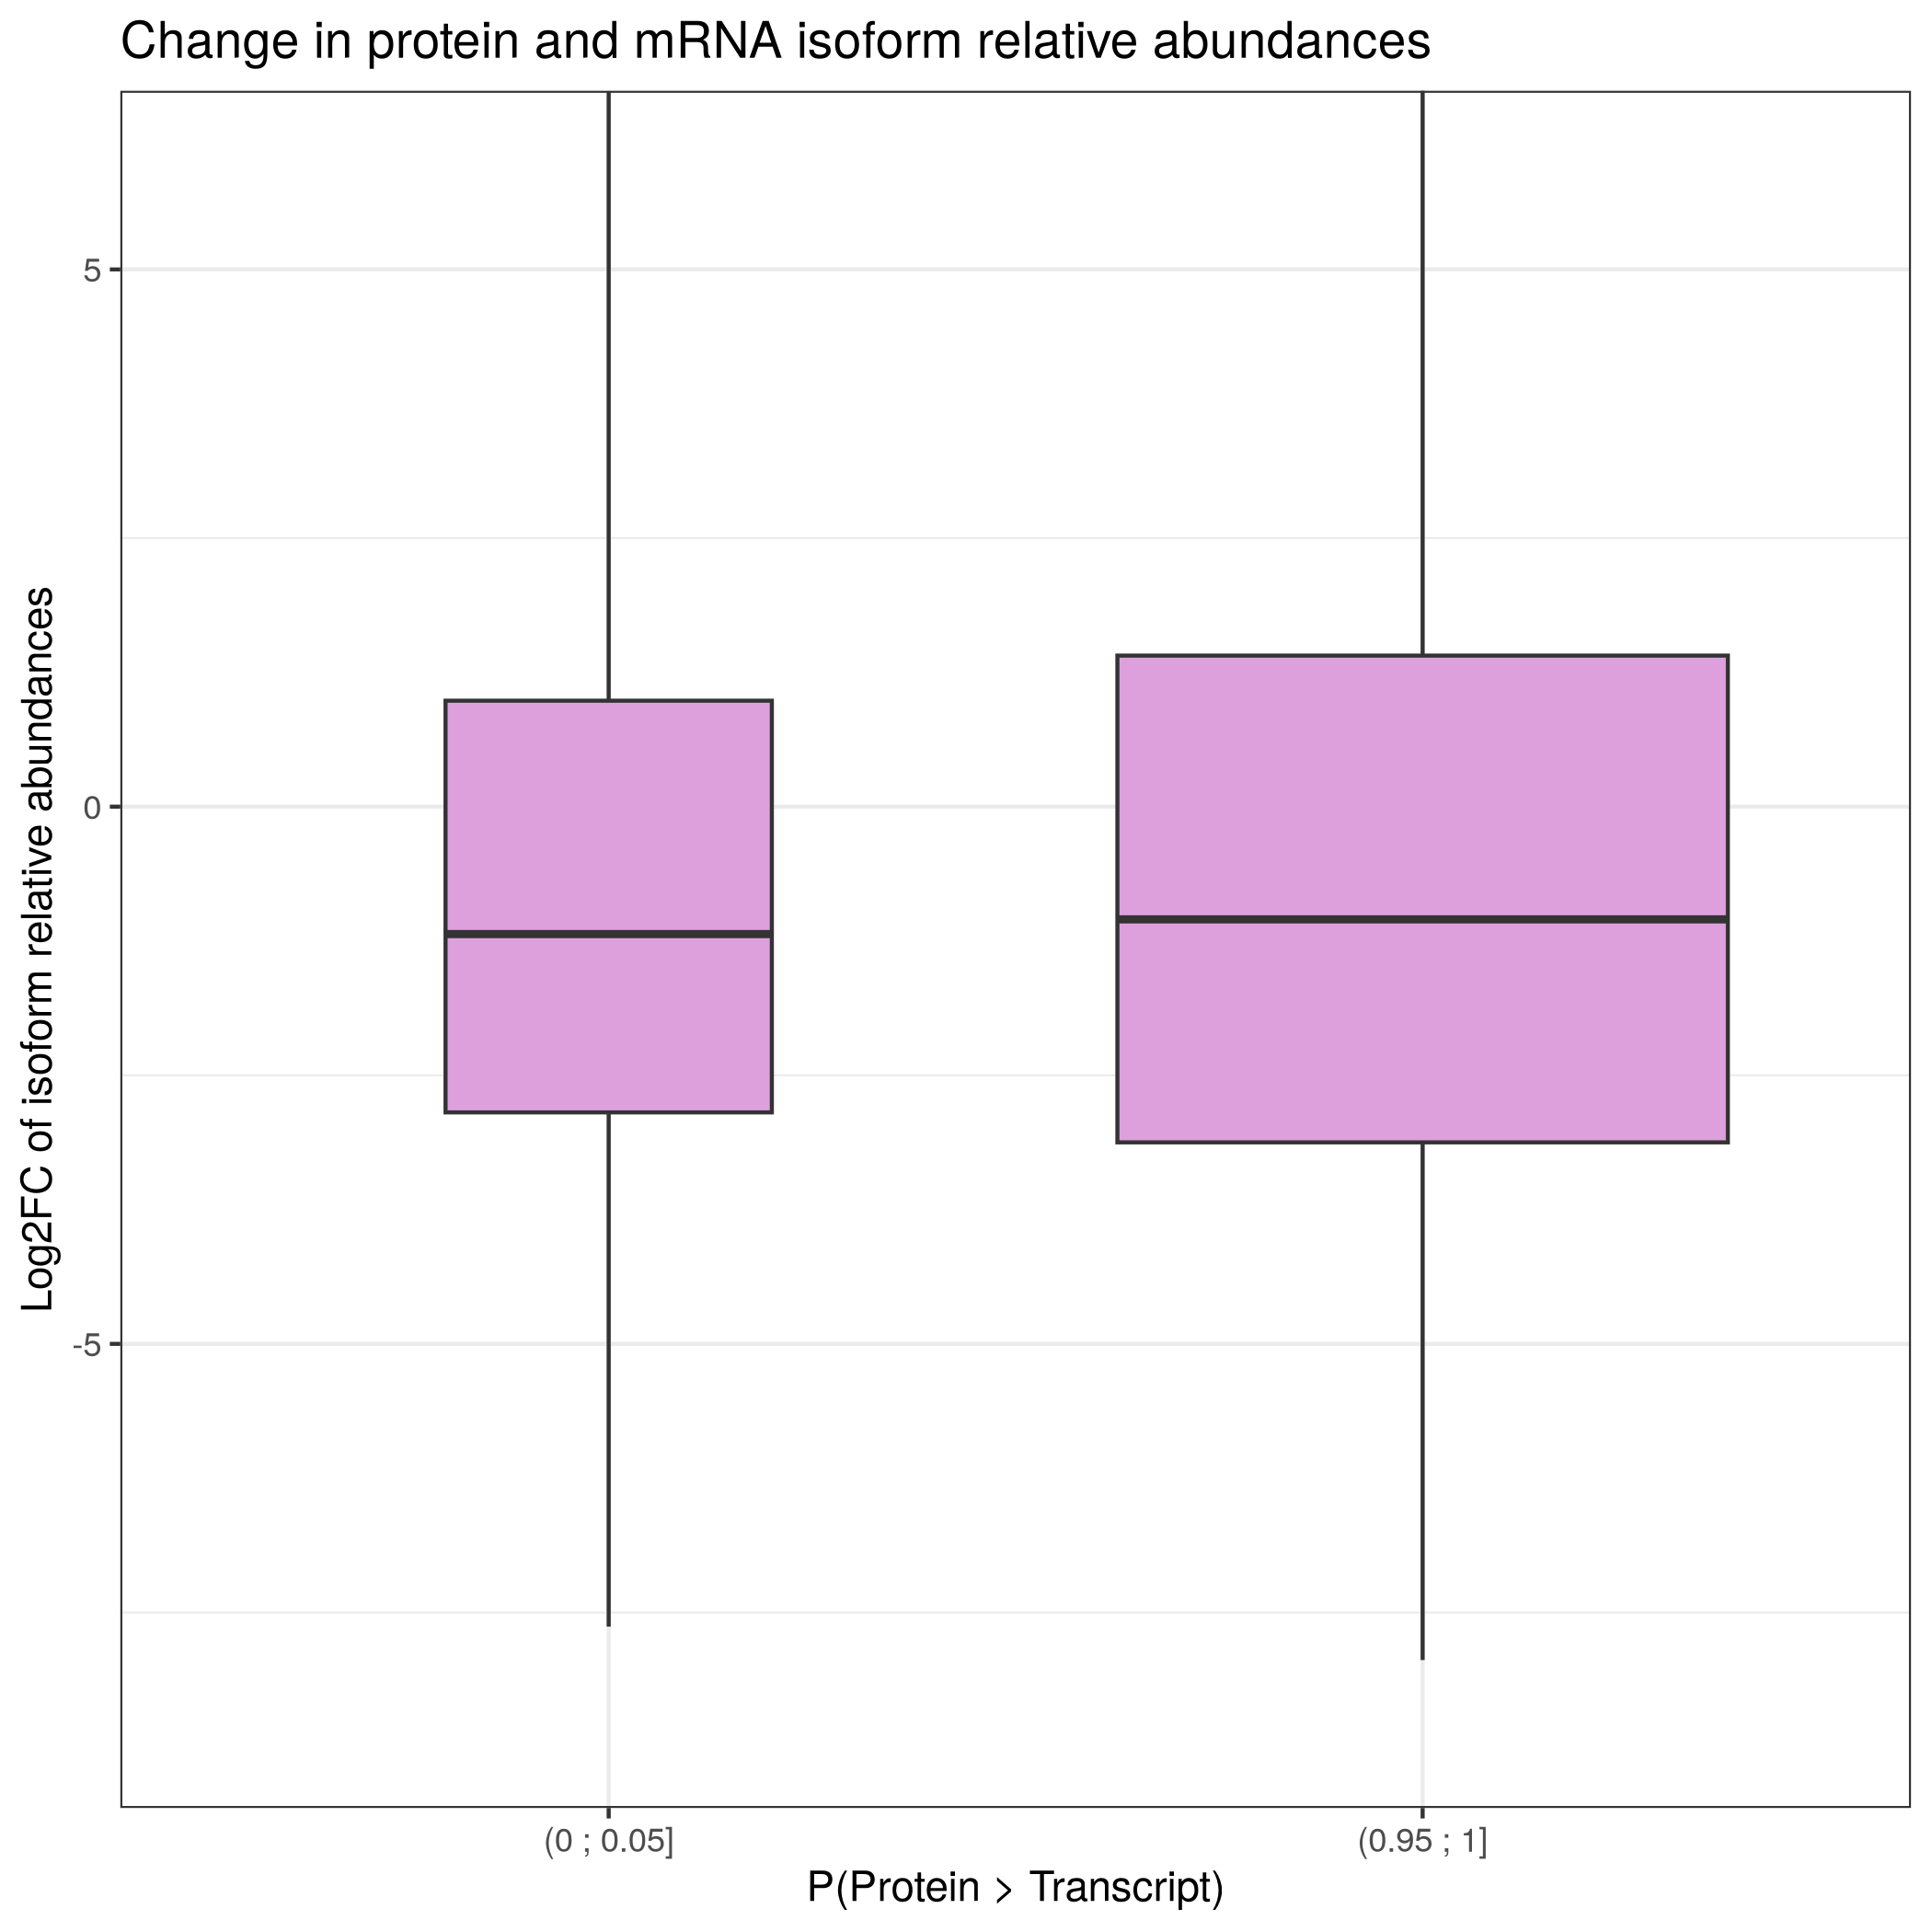 Change in protein and mRNA isoform relative abundances
Log2FC of isoform relative abundances
5
0
-5
(0 ; 0.05]
(0.95 ; 1]
P(Protein > Transcript)